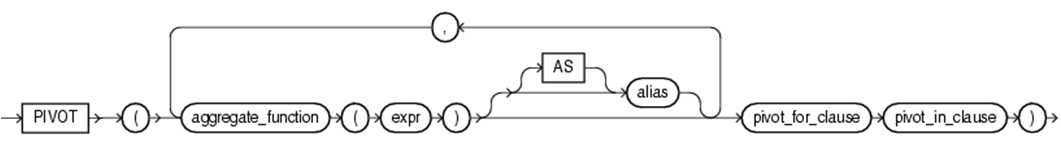 ,
AS
alias
PIVOT ( aggregate_function ( expr ) pivot_for_clause pivot_in_clause )